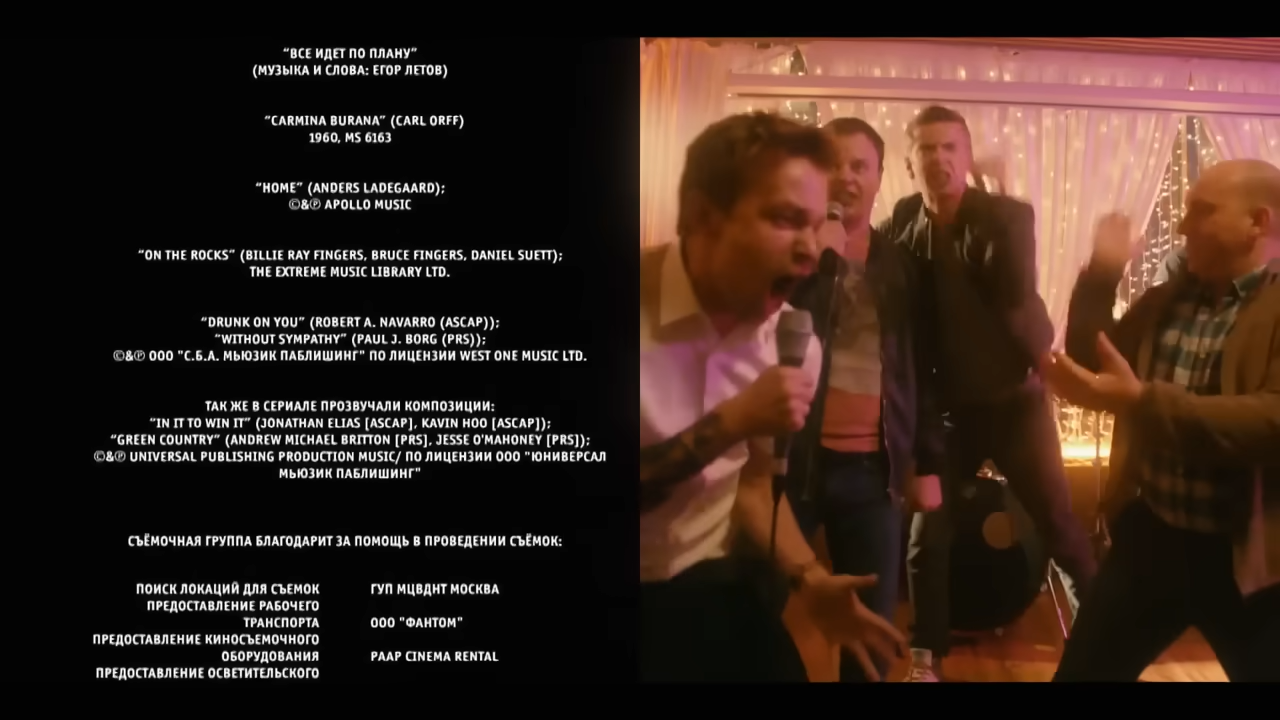 “ВСЕ ИДЕТ ПО ПЛАНУ”
(МУЗЫКА И СЛОВА: ЕГОР ЛЕТОВ)
“CARMINA BURANA” (CARL ORFF)
1960, MS 6163
“HOME” (ANDERS LADEGAARD);
©&℗ APOLLO MUSIC
“ON THE ROCKS” (BILLIE RAY FINGERS, BRUCE FINGERS, DANIEL SUETT);
THE EXTREME MUSIC LIBRARY LTD.
“DRUNK ON YOU” (ROBERT A. NAVARRO (ASCAP));
“WITHOUT SYMPATHY” (PAUL J. BORG (PRS));
©&℗ ООО "С.Б.А. МЬЮЗИК ПАБЛИШИНГ" ПО ЛИЦЕНЗИИ WEST ONE MUSIC LTD.
ТАК ЖЕ В СЕРИАЛЕ ПРОЗВУЧАЛИ КОМПОЗИЦИИ:
“IN IT TO WIN IT” (JONATHAN ELIAS [ASCAP], KAVIN HOO [ASCAP]);
“GREEN COUNTRY” (ANDREW MICHAEL BRITTON [PRS], JESSE O'MAHONEY [PRS]);
©&℗ UNIVERSAL PUBLISHING PRODUCTION MUSIC/ ПО ЛИЦЕНЗИИ ООО "ЮНИВЕРСАЛ
МЬЮЗИК ПАБЛИШИНГ"
СЪЁМОЧНАЯ ГРУППА БЛАГОДАРИТ ЗА ПОМОЩЬ В ПРОВЕДЕНИИ СЪЁМОК:
ПОИСК ЛОКАЦИЙ ДЛЯ СЪЕМОК ГУП МЦВДНТ МОСКВА
ПРЕДОСТАВЛЕНИЕ РАБОЧЕГО
ТРАНСПОРТА ООО "ФАНТОМ"
ПРЕДОСТАВЛЕНИЕ КИНОСЪЕМОЧНОГО
ОБОРУДОВАНИЯ PAAP CINEMA RENTAL
ПРЕДОСТАВЛЕНИЕ ОСВЕТИТЕЛЬСКОГО